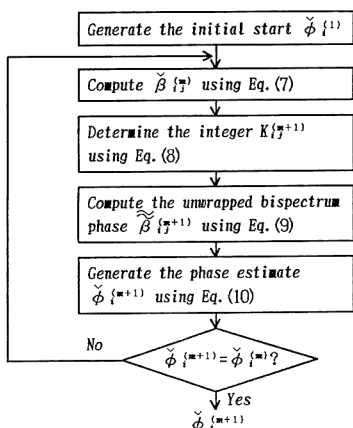 Generate the initial start φ̌ᵢ⁽¹⁾
Compute β̌ᵢⱼ⁽ᵐ⁾ using Eq. (7)
Determine the integer Kᵢⱼ⁽ᵐ⁺¹⁾
using Eq. (8)
Compute the unwrapped bispectrum
phase β̌̃ᵢⱼ⁽ᵐ⁺¹⁾ using Eq. (9)
Generate the phase estimate
φ̌ᵢ⁽ᵐ⁺¹⁾ using Eq. (10)
No
φ̌ᵢ⁽ᵐ⁺¹⁾=φ̌ᵢ⁽ᵐ⁾?
Yes
φ̌ᵢ⁽ᵐ⁺¹⁾